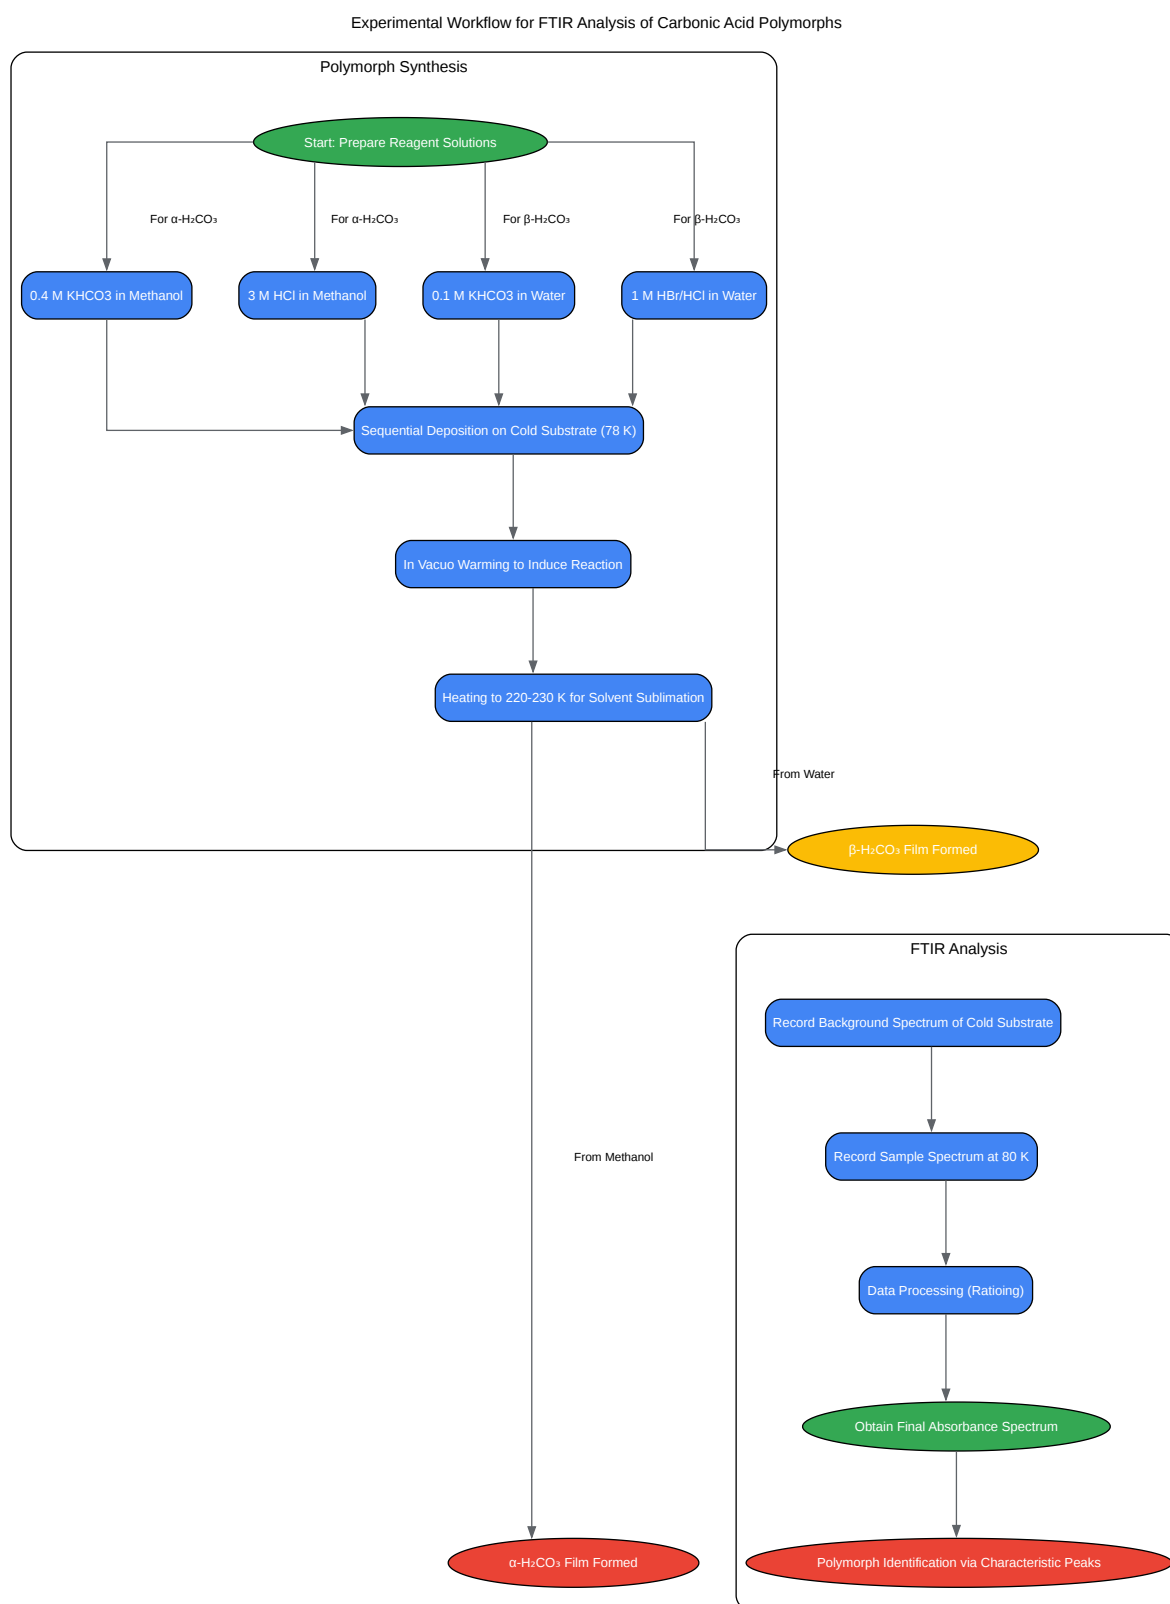 Experimental Workflow for FTIR Analysis of Carbonic Acid Polymorphs
Polymorph Synthesis
Start: Prepare Reagent Solutions
For α-H₂CO₃
For α-H₂CO₃
For β-H₂CO₃
For β-H₂CO₃
0.4 M KHCO3 in Methanol
3 M HCl in Methanol
0.1 M KHCO3 in Water
1 M HBr/HCl in Water
Sequential Deposition on Cold Substrate (78 K)
In Vacuo Warming to Induce Reaction
Heating to 220-230 K for Solvent Sublimation
From Water
β-H₂CO₃ Film Formed
FTIR Analysis
Record Background Spectrum of Cold Substrate
From Methanol
Record Sample Spectrum at 80 K
Data Processing (Ratioing)
Obtain Final Absorbance Spectrum
α-H₂CO₃ Film Formed
Polymorph Identification via Characteristic Peaks